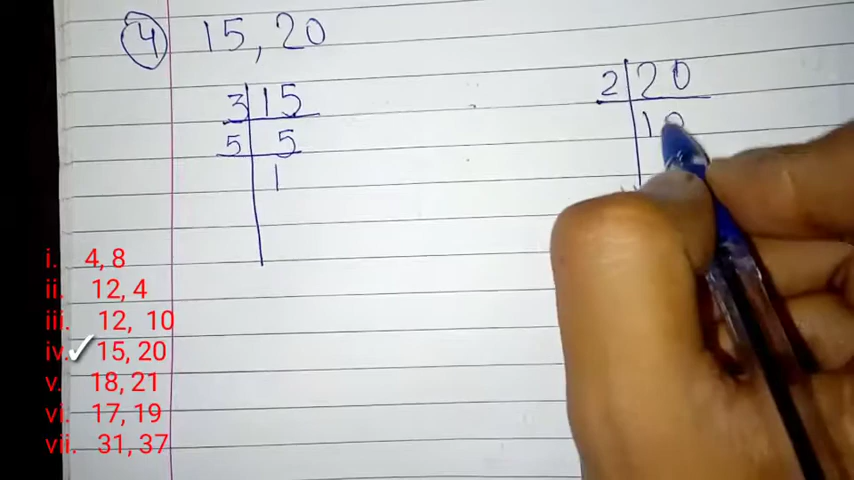 4 15, 20
3 15
5 5
1
2 20
10
i. 4, 8
ii. 12, 4
iii. 12, 10
iv. 15, 20
v. 18, 21
vi. 17, 19
vii. 31, 37